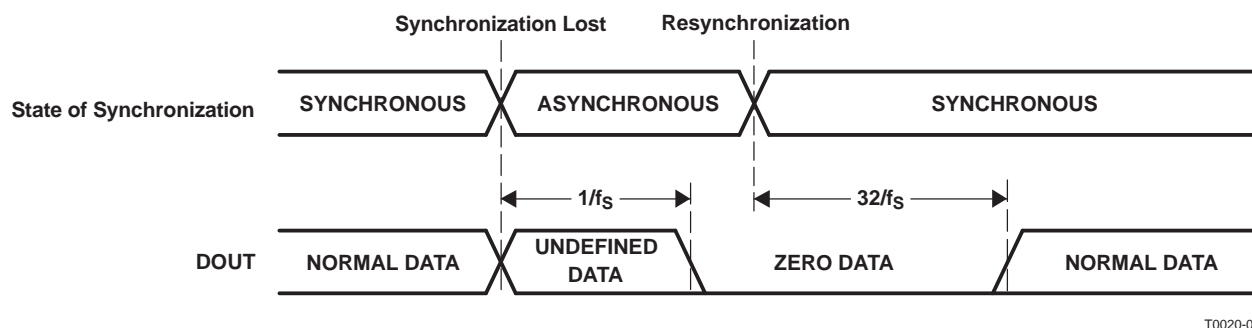 Synchronization Lost
Resynchronization
State of Synchronization
SYNCHRONOUS
ASYNCHRONOUS
SYNCHRONOUS
1/fS
32/fS
DOUT
NORMAL DATA
UNDEFINED
DATA
ZERO DATA
NORMAL DATA